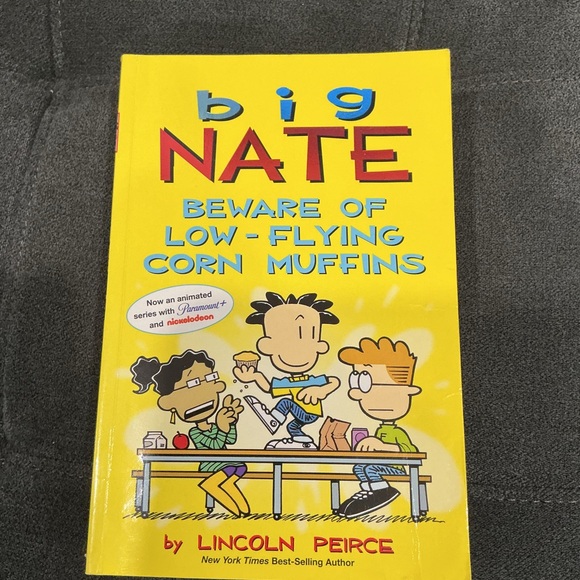 big
NATE
BEWARE OF
LOW-FLYING
CORN MUFFINS
Now an animated
series with Paramount+
and nickelodeon
by LINCOLN PEIRCE
New York Times Best-Selling Author